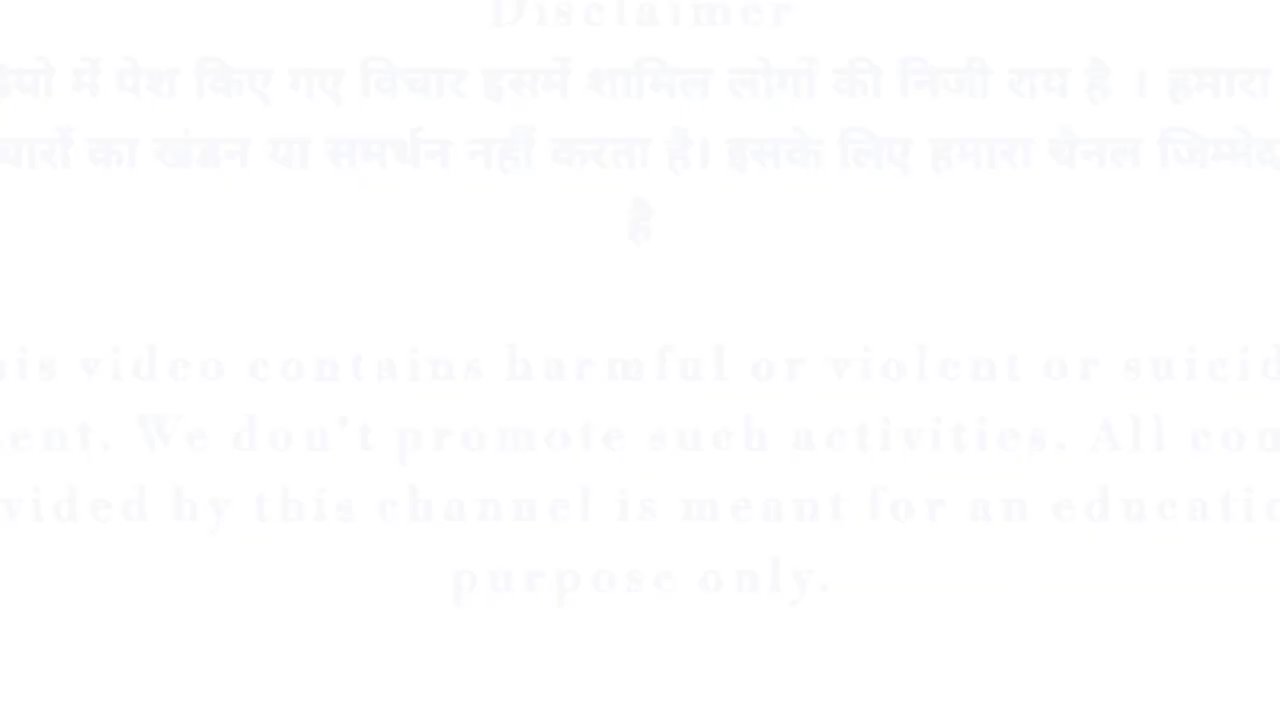 Disclaimer
में पेश किए गए विचार इसमें शामिल लोगों की निजी राय है । हमारा
का खंडन या समर्थन नहीं करता है। इसके लिए हमारा चैनल
है
video contains harmful or violent or
We don't promote such activities. All
by this channel is meant for an
purpose only.